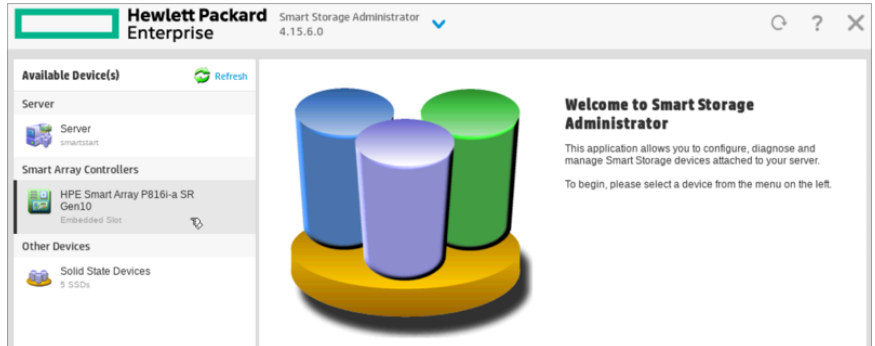 Hewlett Packard
Enterprise
Smart Storage Administrator
4.15.6.0
?
Available Device(s)
Refresh
Server
Server
smartstart
Smart Array Controllers
HPE Smart Array P816i-a SR
Gen10
Embedded Slot
Other Devices
Solid State Devices
5 SSDs
Welcome to Smart Storage
Administrator
This application allows you to configure, diagnose and
manage Smart Storage devices attached to your server.
To begin, please select a device from the menu on the left.